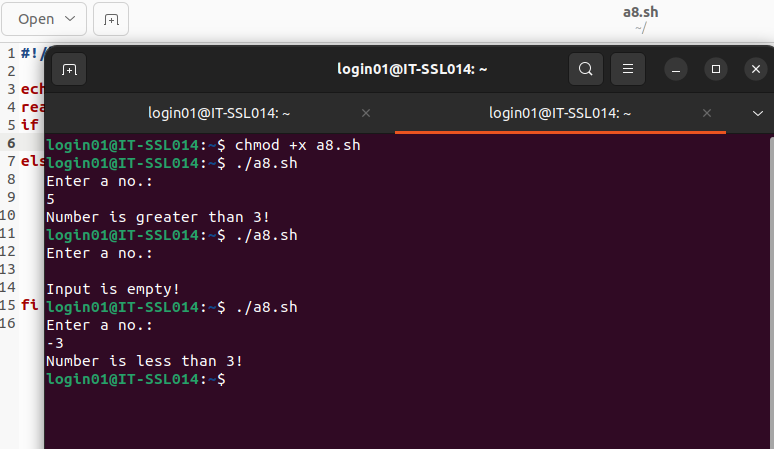 Open
a8.sh
~/
1 #!/
2
3 ech
4 rea
5 if
6
7 els
8
9
10
11
12
13
14
15 fi
16
login01@IT-SSL014: ~
login01@IT-SSL014: ~ × login01@IT-SSL014: ~ ×
login01@IT-SSL014:~$ chmod +x a8.sh
login01@IT-SSL014:~$ ./a8.sh
Enter a no.:
5
Number is greater than 3!
login01@IT-SSL014:~$ ./a8.sh
Enter a no.:

Input is empty!
login01@IT-SSL014:~$ ./a8.sh
Enter a no.:
-3
Number is less than 3!
login01@IT-SSL014:~$